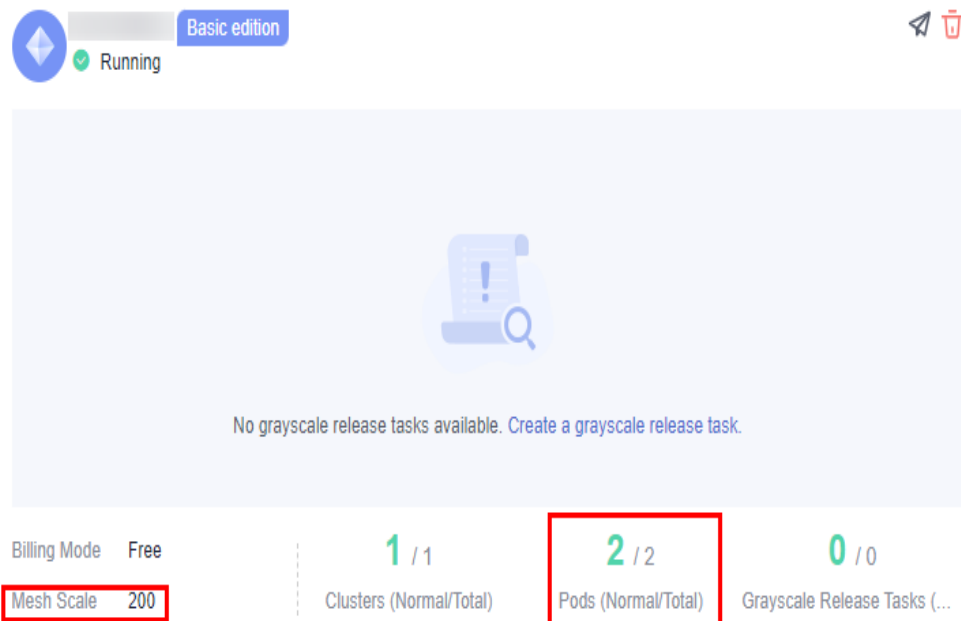 Basic edition
Running
No grayscale release tasks available. Create a grayscale release task.
Billing Mode Free
Mesh Scale 200
1 / 1
Clusters (Normal/Total)
2 / 2
Pods (Normal/Total)
0 / 0
Grayscale Release Tasks (...